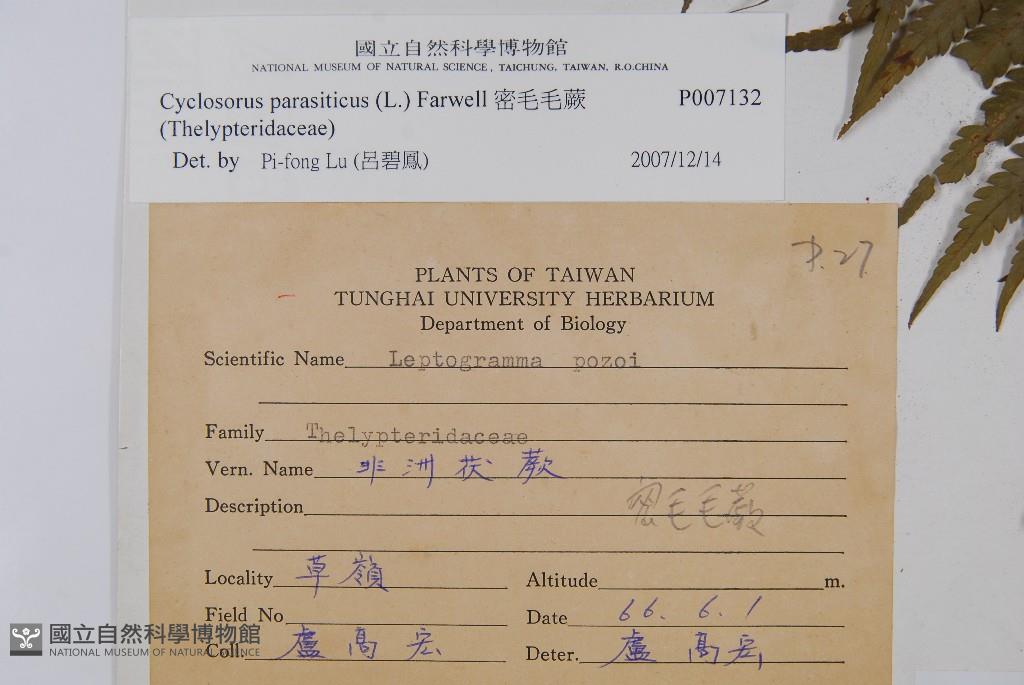 國立自然科學博物館
NATIONAL MUSEUM OF NATURAL SCIENCE, TAICHUNG, TAIWAN, R.O.CHINA
Cyclosorus parasiticus (L.) Farwell 密毛毛蕨 P007132
(Thelypteridaceae)
Det. by Pi-fong Lu (呂碧鳳) 2007/12/14
PLANTS OF TAIWAN
TUNGHAI UNIVERSITY HERBARIUM
Department of Biology
Scientific Name Leptogramma pozoi
Family Thelypteridaceae
Vern. Name 非洲茯蕨
Description 密毛毛蕨
Locality 草嶺 Altitude m.
Field No Date 66. 6. 1
Coll. 盧高宏 Deter. 盧高宏
國立自然科學博物館
NATIONAL MUSEUM OF NATURAL SCIENCE